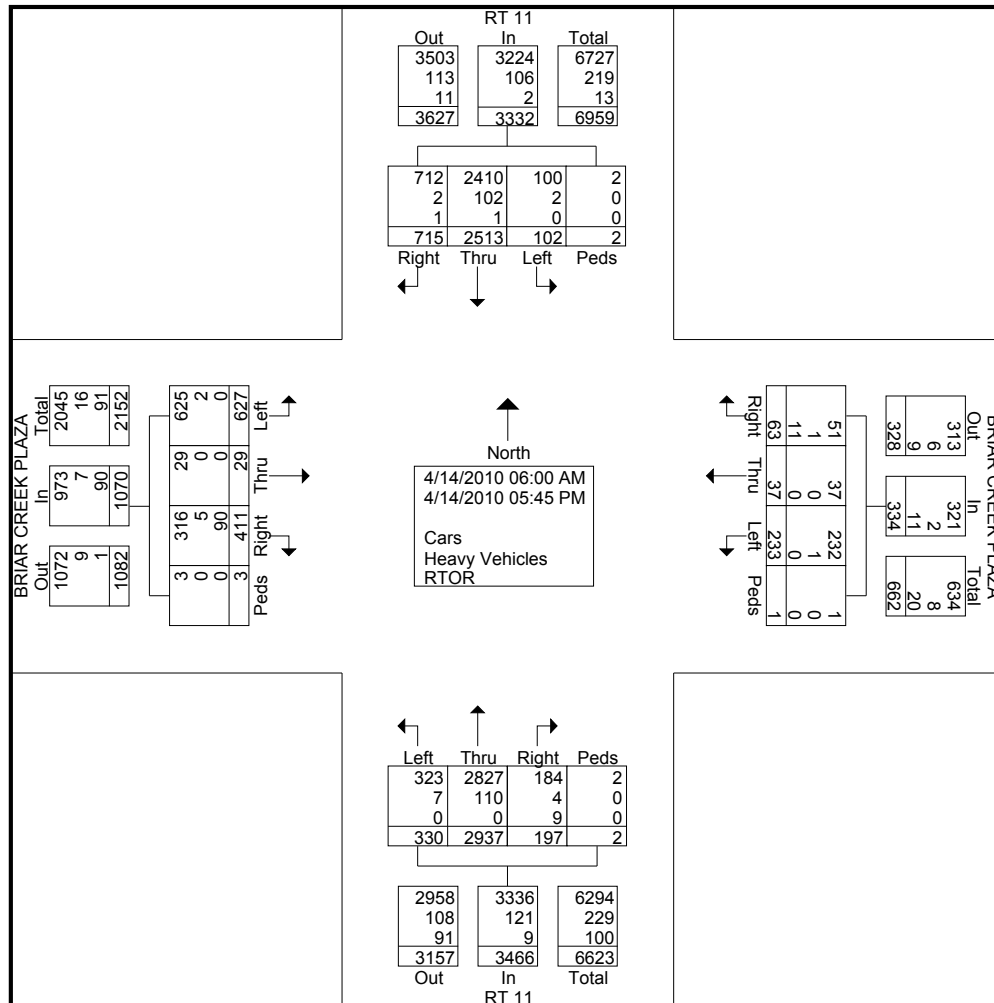 RT 11
Out In Total
3503 3224 6727
113 106 219
11 2 13
3627 3332 6959
712 2410 100 2
2 102 2 0
1 1 0 0
715 2513 102 2
Right Thru Left Peds
BRIAR CREEK PLAZA
Total
2045 16 91 2152
In
973 7 90 1070
Out
1072 9 1 1082
Left
625 2 0 627
Thru
29 0 0 29
Right
316 5 90 411
Peds
3 0 0 3
North
4/14/2010 06:00 AM
4/14/2010 05:45 PM
Cars
Heavy Vehicles
RTOR
Right
51 1 11 63
Thru
37 0 0 37
Left
232 1 0 233
Peds
1 0 0 1
BRIAR CREEK PLAZA
Out
313 6 9 328
In
321 2 11 334
Total
634 8 20 662
Left Thru Right Peds
323 2827 184 2
7 110 4 0
0 0 9 0
330 2937 197 2
2958 3336 6294
108 121 229
91 9 100
3157 3466 6623
Out In Total
RT 11